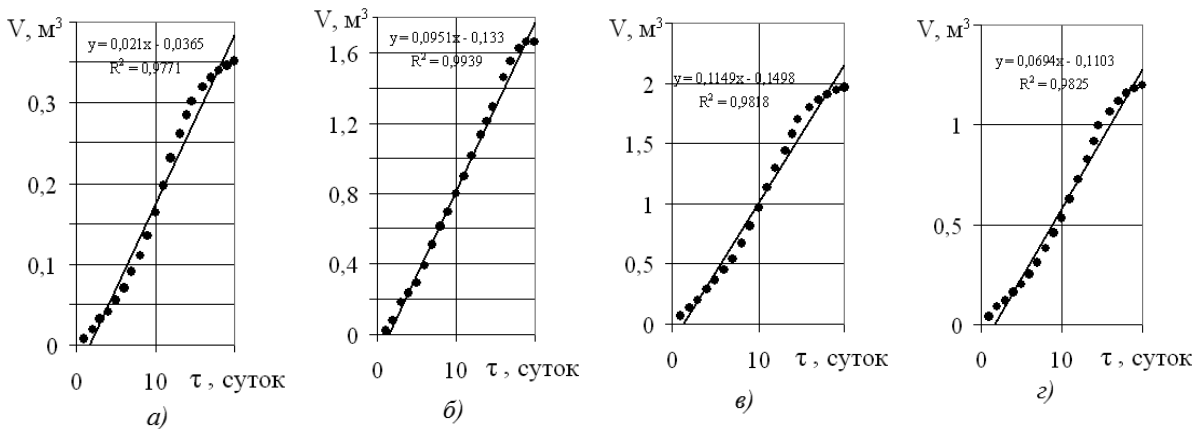 V, м³
y = 0,021x - 0,0365
R² = 0,9771
0,3
0,2
0,1
0
0
10
τ , суток
а)
V, м³
y = 0,0951x - 0,133
R² = 0,9939
1,6
1,2
0,8
0,4
0
0
10
τ , суток
б)
V, м³
y = 0,1149x - 0,1498
R² = 0,9818
2
1,5
1
0,5
0
0
10
τ , суток
в)
V, м³
y = 0,0694x - 0,1103
R² = 0,9825
1
0,5
0
0
10
τ , суток
г)